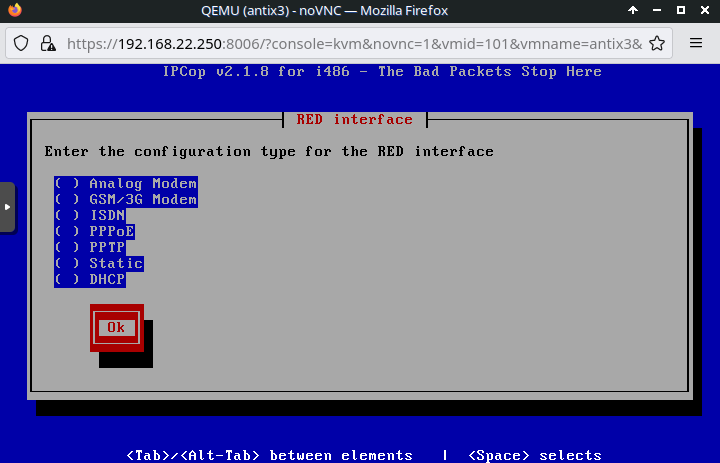 QEMU (antix3) - noVNC — Mozilla Firefox
https://192.168.22.250:8006/?console=kvm&novnc=1&vmid=101&vmname=antix3&
IPCop v2.1.8 for i486 - The Bad Packets Stop Here
RED interface
Enter the configuration type for the RED interface
( ) Analog Modem
( ) GSM/3G Modem
( ) ISDN
( ) PPPoE
( ) PPTP
( ) Static
( ) DHCP
Ok
<Tab>/<Alt-Tab> between elements | <Space> selects